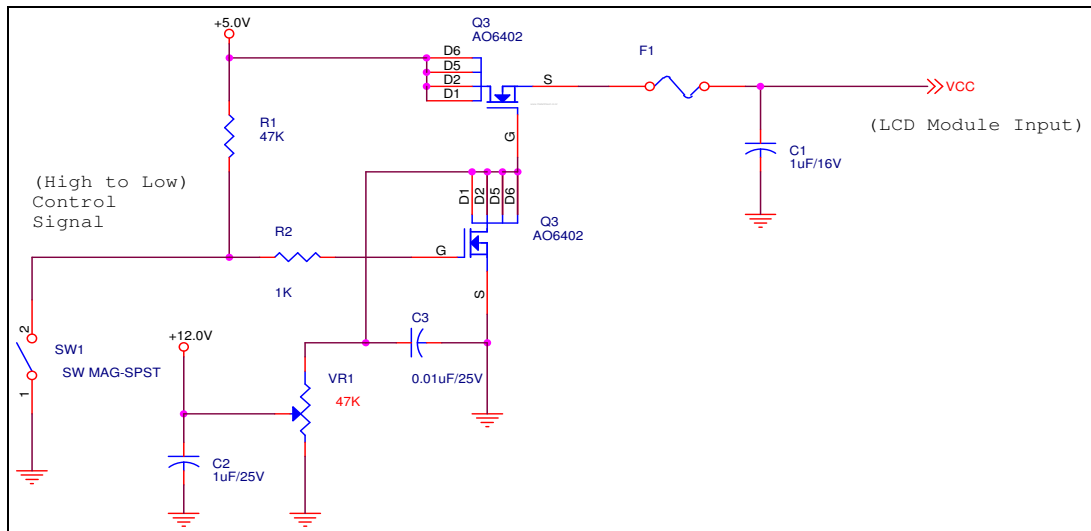 +5.0V
Q3
AO6402
D6
D5
D2
D1
S
G
F1
VCC
(LCD Module Input)
R1
47K
C1
1uF/16V
(High to Low)
Control
Signal
D1
D2
D5
D6
Q3
AO6402
R2
1K
G
S
2
SW1
SW MAG-SPST
1
+12.0V
C3
0.01uF/25V
VR1
47K
C2
1uF/25V